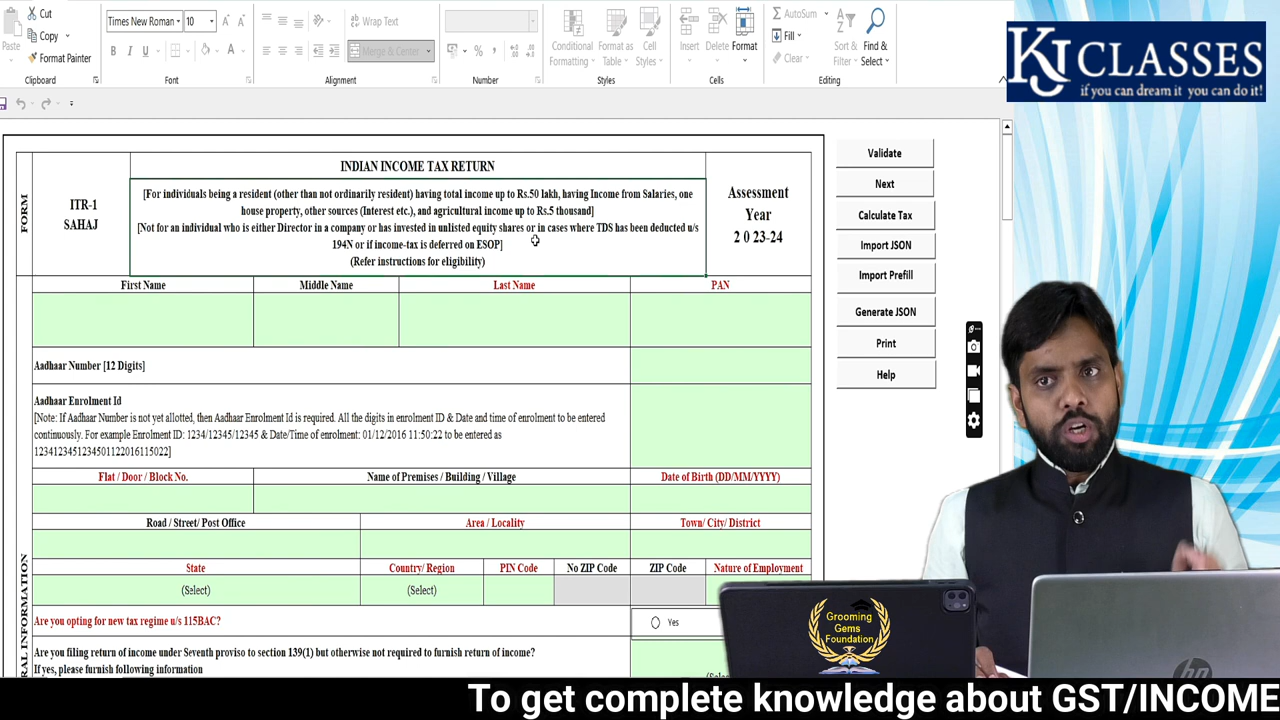 Cut
Copy
Format Painter
Paste
Clipboard
Times New Roman
10
A A
B I U
Font
Wrap Text
Merge & Center
Alignment
%
Number
Conditional Formatting
Format as Table
Cell Styles
Styles
Insert
Delete
Format
Cells
AutoSum
Fill
Clear
Sort & Filter
Find & Select
Editing
KJ CLASSES
if you can dream it you can do it!
FORM
ITR-1
SAHAJ
INDIAN INCOME TAX RETURN
[For individuals being a resident (other than not ordinarily resident) having total income up to Rs.50 lakh, having Income from Salaries, one
house property, other sources (Interest etc.), and agricultural income up to Rs.5 thousand]
[Not for an individual who is either Director in a company or has invested in unlisted equity shares or in cases where TDS has been deducted u/s
194N or if income-tax is deferred on ESOP]
(Refer instructions for eligibility)
Assessment
Year
2 0 23-24
Validate
Next
Calculate Tax
Import JSON
Import Prefill
Generate JSON
Print
Help
First Name
Middle Name
Last Name
PAN
Aadhaar Number [12 Digits]
Aadhaar Enrolment Id
[Note: If Aadhaar Number is not yet allotted, then Aadhaar Enrolment Id is required. All the digits in enrolment ID & Date and time of enrolment to be entered
continuously. For example Enrolment ID: 1234/12345/12345 & Date/Time of enrolment: 01/12/2016 11:50:22 to be entered as
1234123451234501122016115022]
Flat / Door / Block No.
Name of Premises / Building / Village
Date of Birth (DD/MM/YYYY)
Road / Street/ Post Office
Area / Locality
Town/ City/ District
State
Country/ Region
PIN Code
No ZIP Code
ZIP Code
Nature of Employment
(Select)
(Select)
Are you opting for new tax regime u/s 115BAC?
Yes
Are you filing return of income under Seventh proviso to section 139(1) but otherwise not required to furnish return of income?
If yes, please furnish following information
RAL INFORMATION
Grooming
Gems
Foundation
hp
To get complete knowledge about GST/INCOME